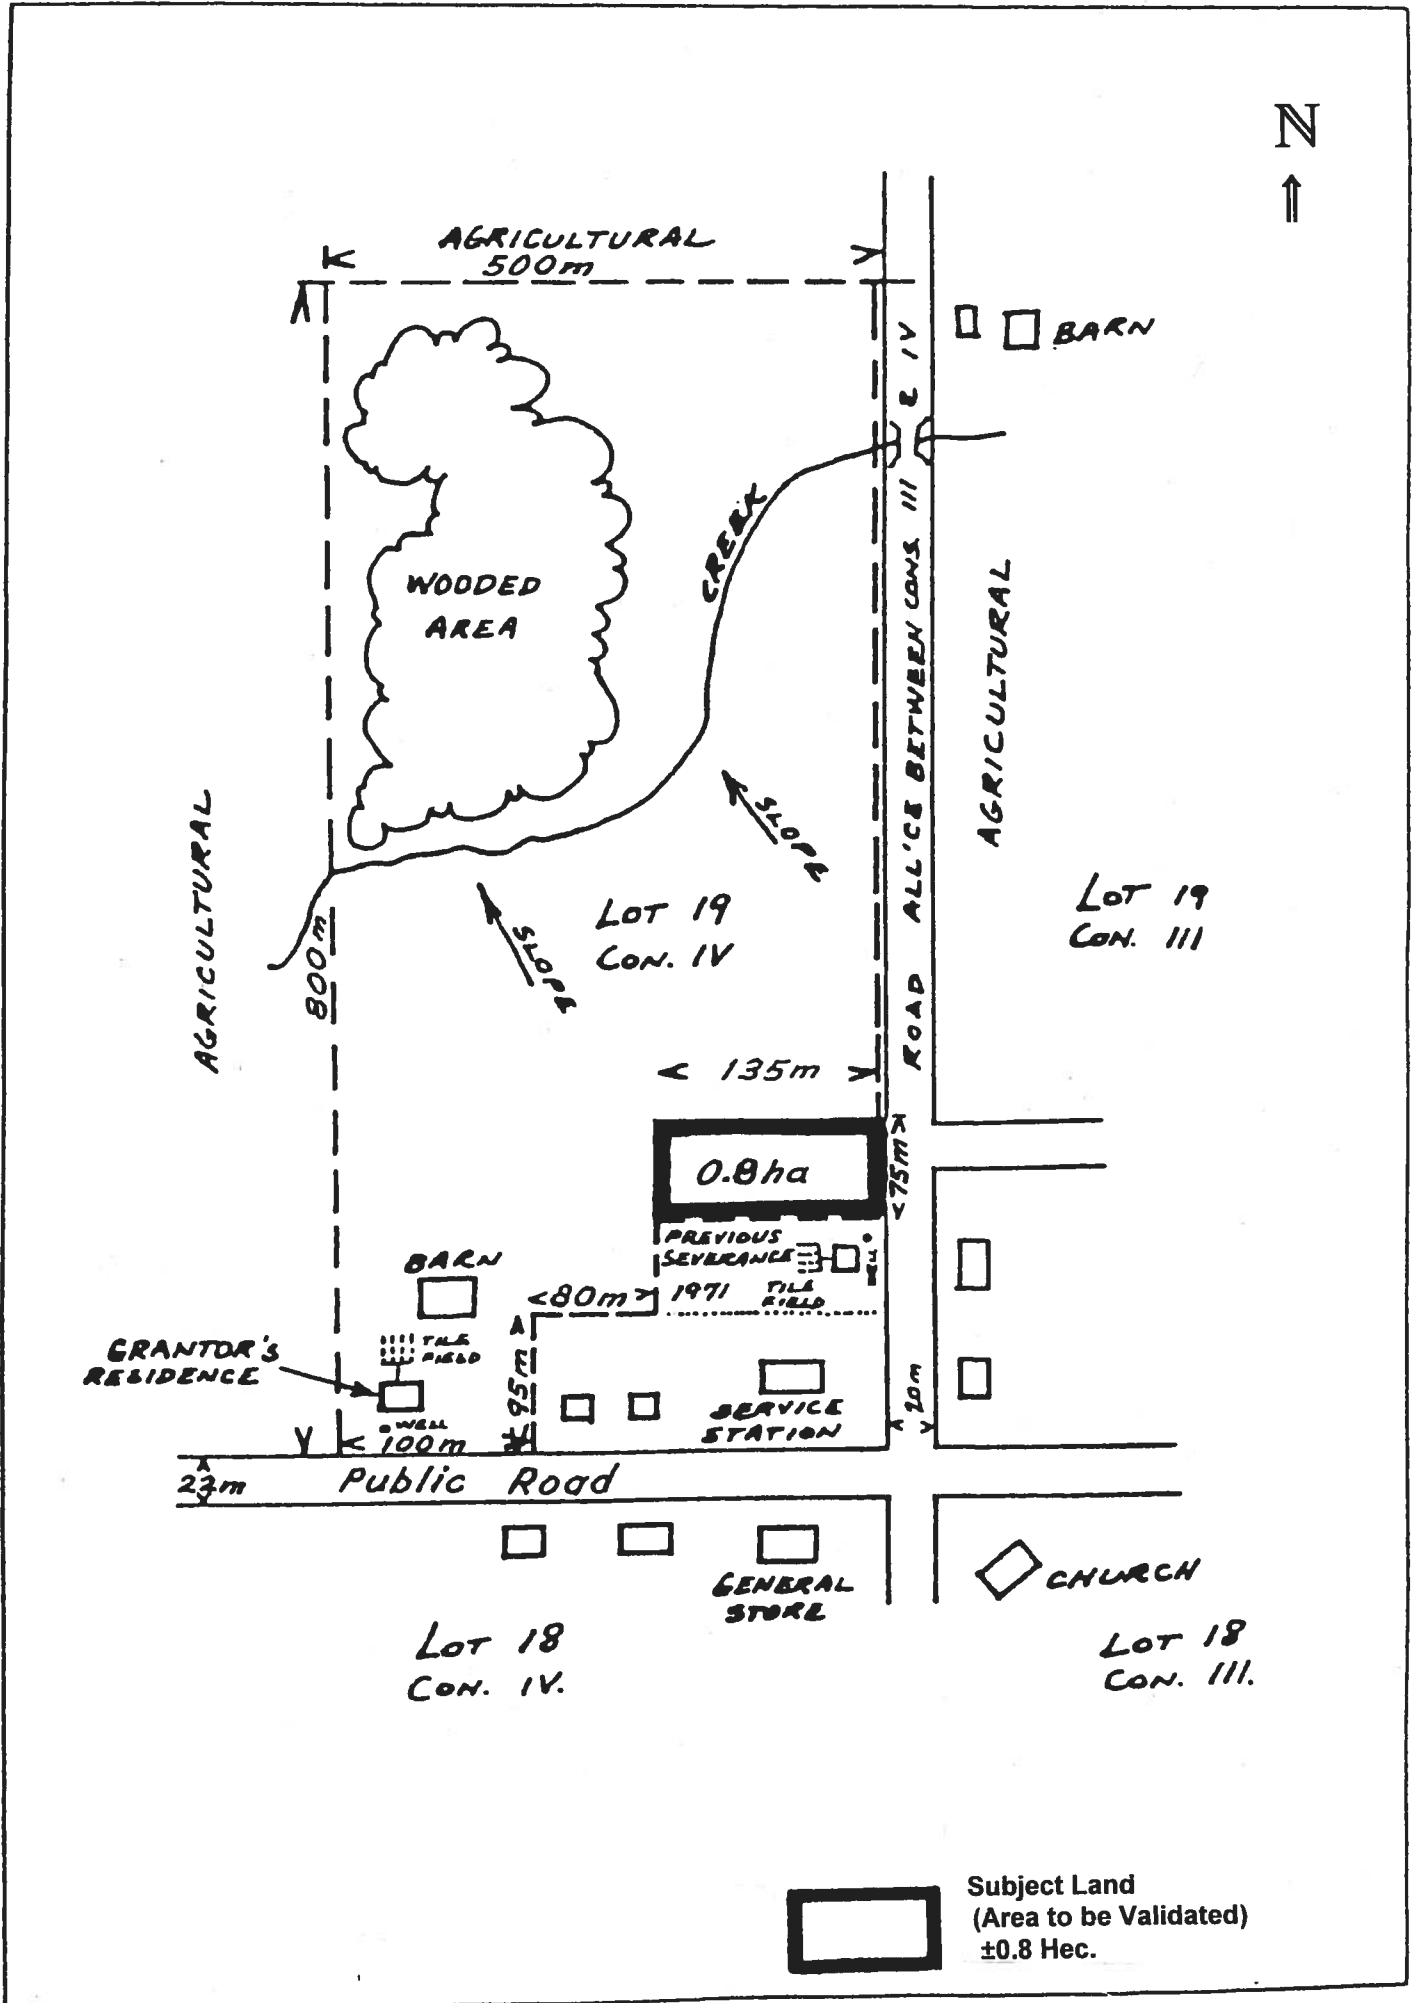 N
AGRICULTURAL
500m
BARN
ROAD ALL'CE BETWEEN CONS III & IV
CREEK
WOODED
AREA
AGRICULTURAL
AGRICULTURAL
SLOPE
SLOPE
LOT 19
CON. IV
LOT 19
CON. III
800m
135m
0.8ha
75m
PREVIOUS
SEVERANCE
1971
TILE
FIELD
BARN
80m
TILE
FIELD
GRANTOR'S
RESIDENCE
±95m
WELL
100m
SERVICE
STATION
20m
Public Road
GENERAL
STORE
CHURCH
LOT 18
CON. IV.
LOT 18
CON. III.
Subject Land
(Area to be Validated)
±0.8 Hec.